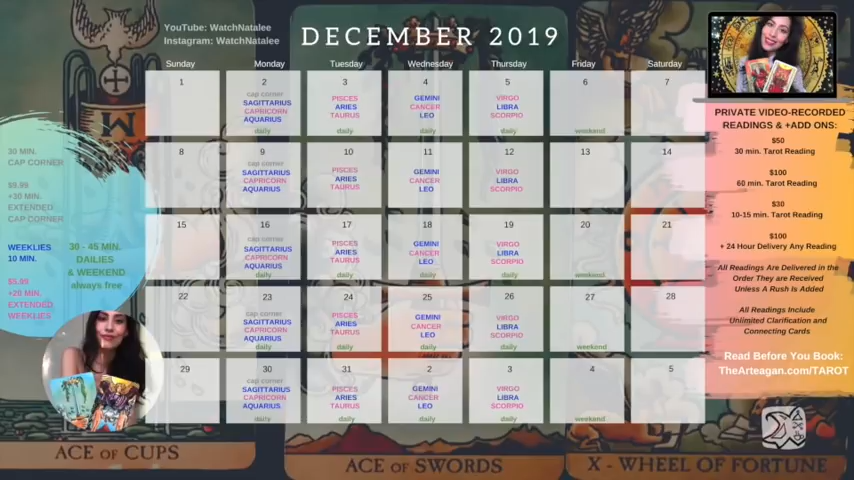 YouTube: WatchNatalee
Instagram: WatchNatalee
DECEMBER 2019
Sunday Monday Tuesday Wednesday Thursday Friday Saturday
1 2 3 4 5 6 7
cap corner
SAGITTARIUS PISCES GEMINI VIRGO
CAPRICORN ARIES CANCER LIBRA
AQUARIUS TAURUS LEO SCORPIO
daily daily daily daily weekend
8 9 10 11 12 13 14
cap corner
SAGITTARIUS PISCES GEMINI VIRGO
CAPRICORN ARIES CANCER LIBRA
AQUARIUS TAURUS LEO SCORPIO
15 16 17 18 19 20 21
cap corner
SAGITTARIUS PISCES GEMINI VIRGO
CAPRICORN ARIES CANCER LIBRA
AQUARIUS TAURUS LEO SCORPIO
daily daily daily daily weekend
22 23 24 25 26 27 28
cap corner
SAGITTARIUS PISCES GEMINI VIRGO
CAPRICORN ARIES CANCER LIBRA
AQUARIUS TAURUS LEO SCORPIO
daily daily daily daily weekend
29 30 31 2 3 4 5
cap corner
SAGITTARIUS PISCES GEMINI VIRGO
CAPRICORN ARIES CANCER LIBRA
AQUARIUS TAURUS LEO SCORPIO
daily daily daily daily weekend
30 MIN.
CAP CORNER
$9.99
+30 MIN.
EXTENDED
CAP CORNER
WEEKLIES
10 MIN.
$5.99
+20 MIN.
EXTENDED
WEEKLIES
30 - 45 MIN.
DAILIES
& WEEKEND
always free
PRIVATE VIDEO-RECORDED
READINGS & +ADD ONS:
$50
30 min. Tarot Reading
$100
60 min. Tarot Reading
$30
10-15 min. Tarot Reading
$100
+ 24 Hour Delivery Any Reading
All Readings Are Delivered in the
Order They are Received
Unless A Rush Is Added
All Readings Include
Unlimited Clarification and
Connecting Cards
Read Before You Book:
TheArteagan.com/TAROT
ACE OF CUPS
ACE OF SWORDS
X - WHEEL OF FORTUNE